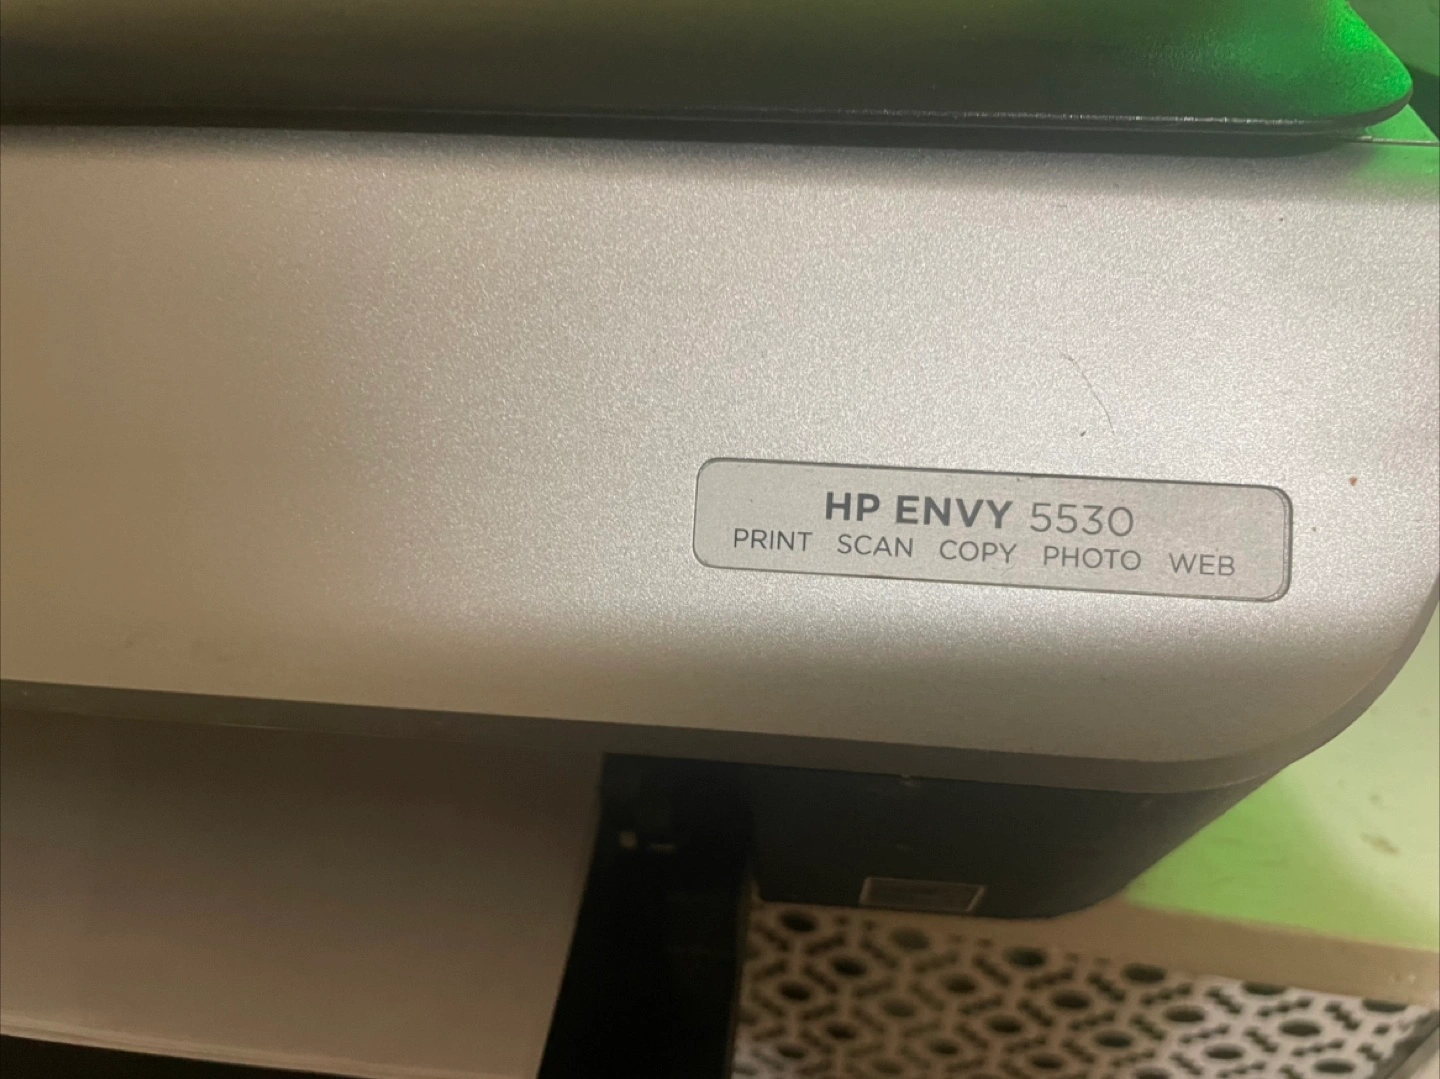 HP ENVY 5530
PRINT SCAN COPY PHOTO WEB